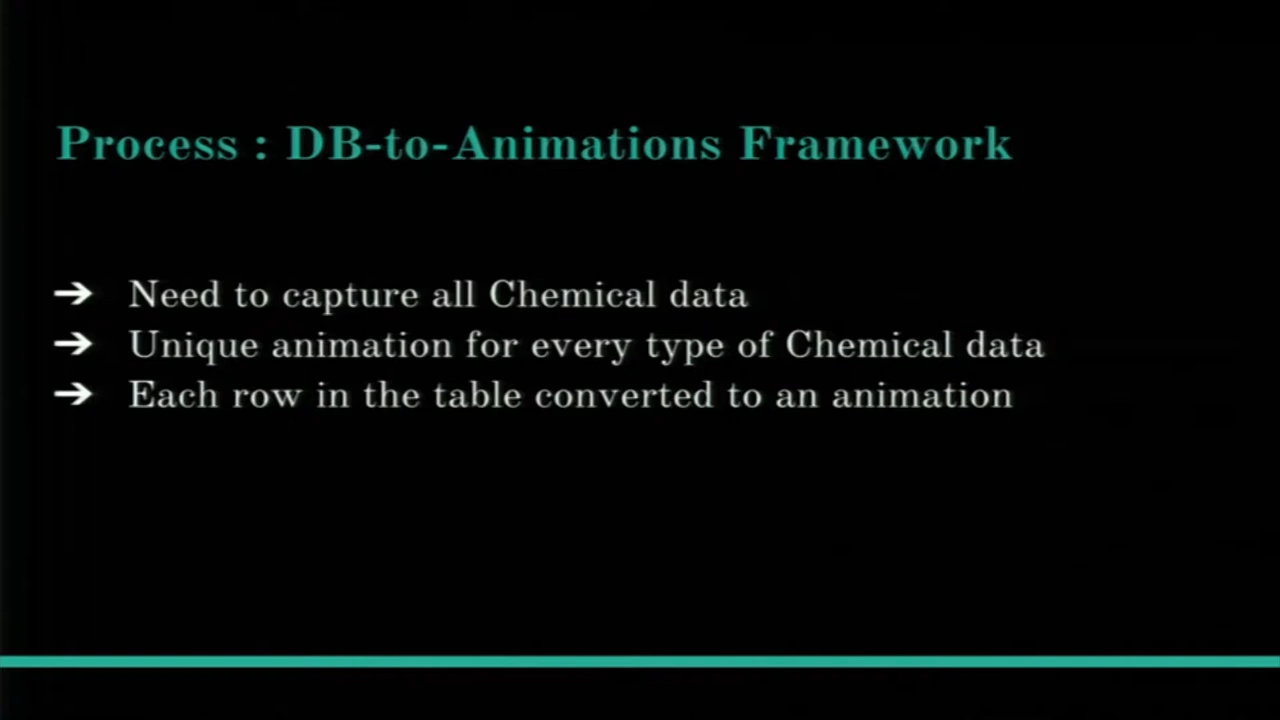 Process : DB-to-Animations Framework
➔ Need to capture all Chemical data
➔ Unique animation for every type of Chemical data
➔ Each row in the table converted to an animation